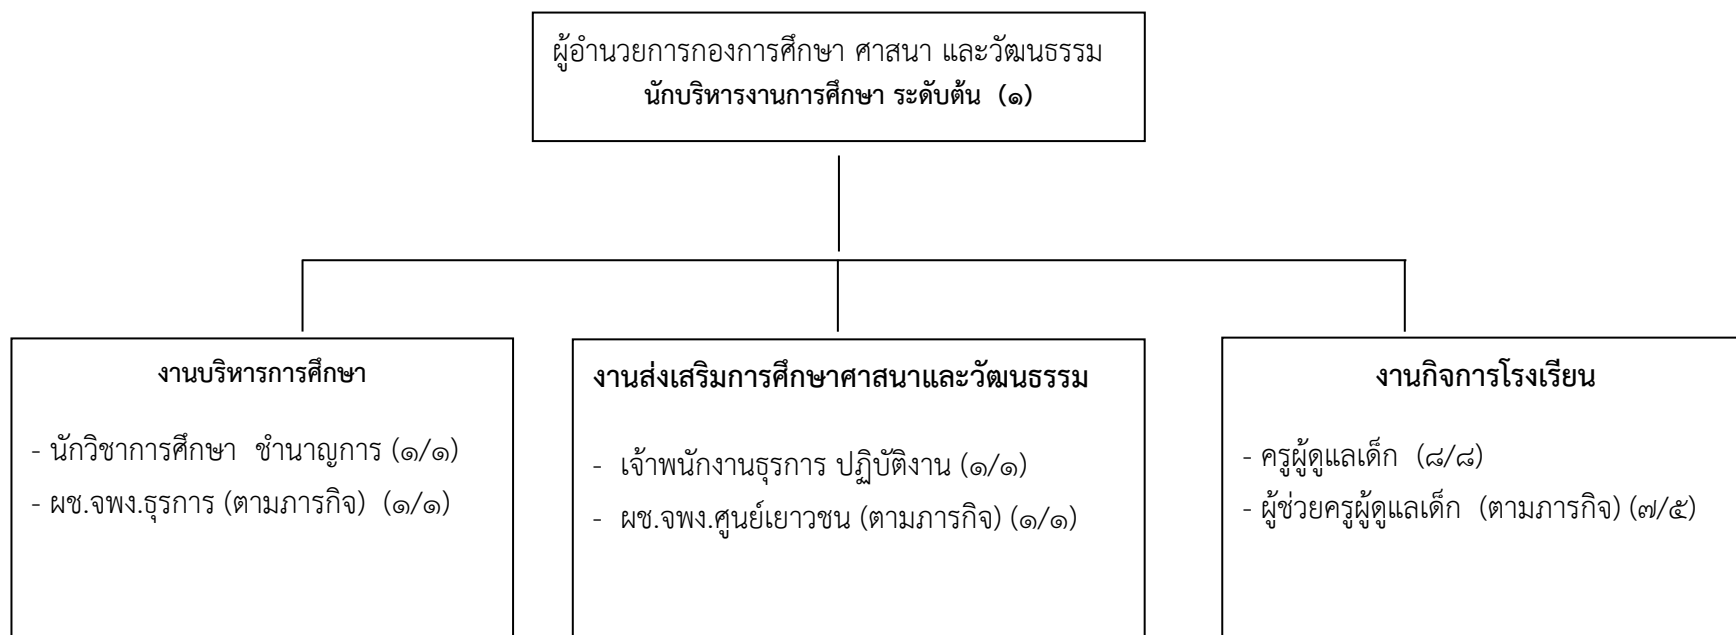 ผู้อำนวยการกองการศึกษา ศาสนา และวัฒนธรรม
นักบริหารงานการศึกษา ระดับต้น (๑)
งานบริหารการศึกษา
- นักวิชาการศึกษา ชำนาญการ (๑/๑)
- ผช.จพง.ธุรการ (ตามภารกิจ) (๑/๑)
งานส่งเสริมการศึกษาศาสนาและวัฒนธรรม
- เจ้าพนักงานธุรการ ปฏิบัติงาน (๑/๑)
- ผช.จพง.ศูนย์เยาวชน (ตามภารกิจ) (๑/๑)
งานกิจการโรงเรียน
- ครูผู้ดูแลเด็ก (๘/๘)
- ผู้ช่วยครูผู้ดูแลเด็ก (ตามภารกิจ) (๗/๕)